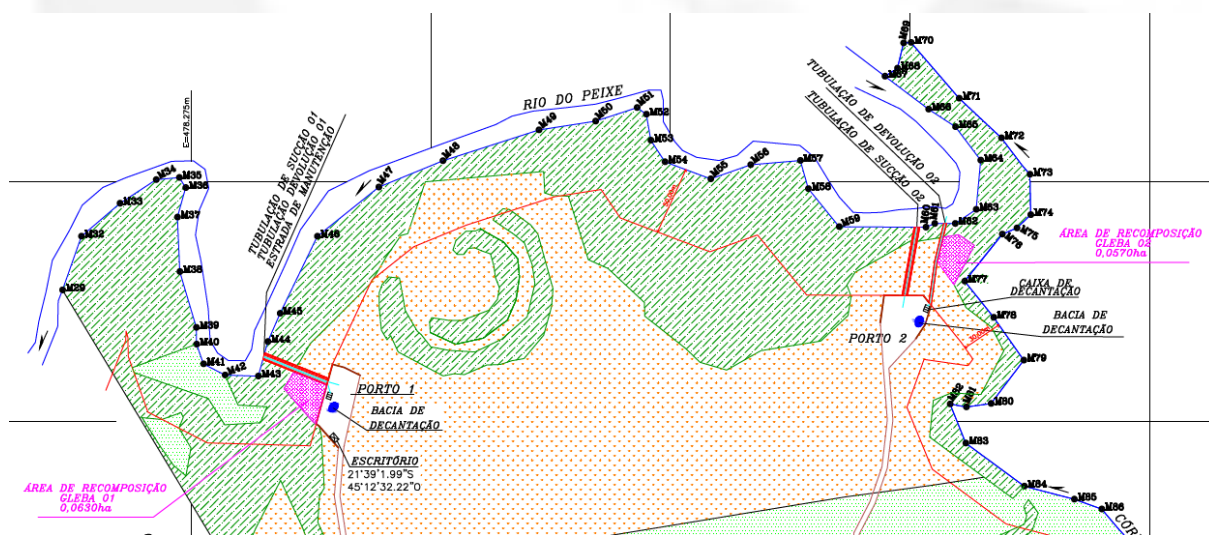 RIO DO PEIXE
E=478.275m
TUBULAÇÃO DE SUCÇÃO 01
TUBULAÇÃO DEVOLUÇÃO 01
ESTRADA DE MANUTENÇÃO
TUBULAÇÃO DE DEVOLUÇÃO 02
TUBULAÇÃO DE SUCÇÃO 02
M29
M32
M33
M34
M35
M36
M37
M38
M39
M40
M41
M42
M43
M44
M45
M46
M47
M48
M49
M50
M51
M52
M53
M54
M55
M56
M57
M58
M59
M60
M61
M62
M63
M64
M65
M66
M67
M68
M69
M70
M71
M72
M73
M74
M75
M76
M77
M78
M79
M80
M81
M82
M83
M84
M85
M86
ÁREA DE RECOMPOSIÇÃO
GLEBA 02
0,0570ha
CAIXA DE
DECANTAÇÃO
BACIA DE
DECANTAÇÃO
PORTO 2
PORTO 1
BACIA DE
DECANTAÇÃO
ESCRITÓRIO
21°39'1.99"S
45°12'32.22"O
ÁREA DE RECOMPOSIÇÃO
GLEBA 01
0,0630ha